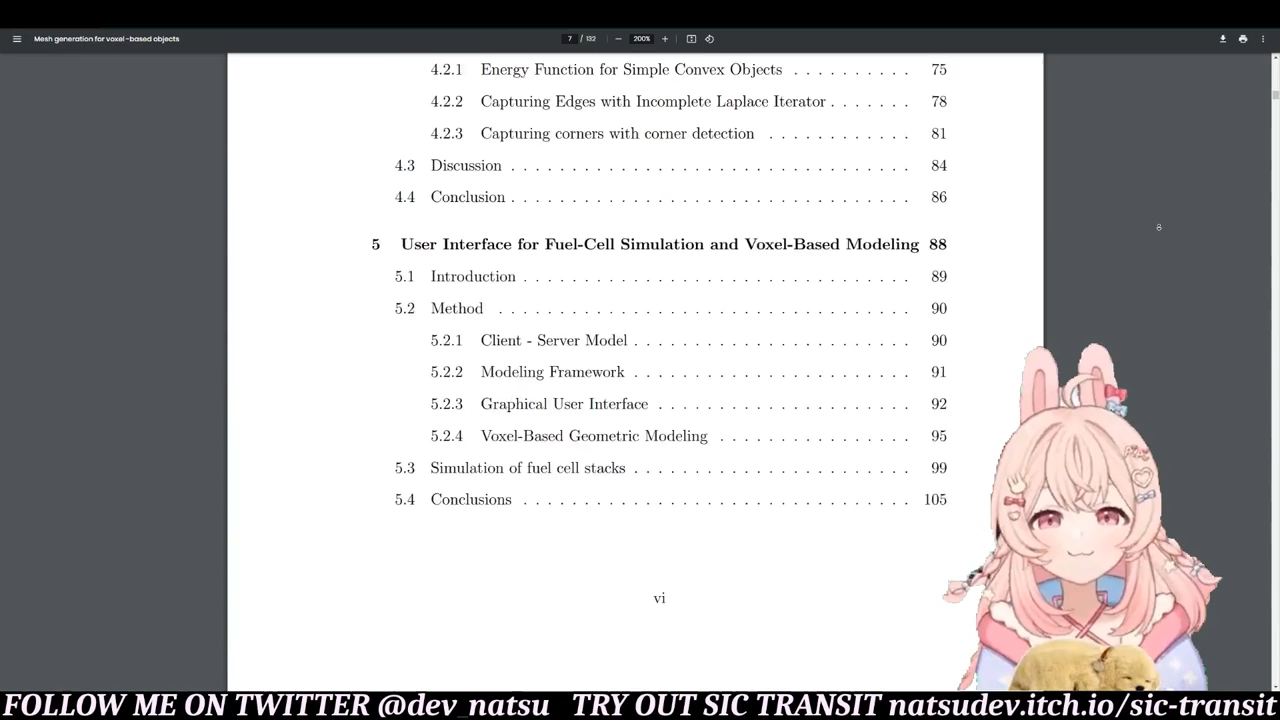 Mesh generation for voxel-based objects
7 / 132
200%
4.2.1 Energy Function for Simple Convex Objects . . . . . . . . . . 75
4.2.2 Capturing Edges with Incomplete Laplace Iterator . . . . . . . 78
4.2.3 Capturing corners with corner detection . . . . . . . . . . . . 81
4.3 Discussion . . . . . . . . . . . . . . . . . . . . . . . . . . . . . . 84
4.4 Conclusion . . . . . . . . . . . . . . . . . . . . . . . . . . . . . . 86
5 User Interface for Fuel-Cell Simulation and Voxel-Based Modeling 88
5.1 Introduction . . . . . . . . . . . . . . . . . . . . . . . . . . . . . 89
5.2 Method . . . . . . . . . . . . . . . . . . . . . . . . . . . . . . . 90
5.2.1 Client - Server Model . . . . . . . . . . . . . . . . . . . . . . 90
5.2.2 Modeling Framework . . . . . . . . . . . . . . . . . . . . . . 91
5.2.3 Graphical User Interface . . . . . . . . . . . . . . . . . . . . 92
5.2.4 Voxel-Based Geometric Modeling . . . . . . . . . . . . . . . 95
5.3 Simulation of fuel cell stacks . . . . . . . . . . . . . . . . . . . . . 99
5.4 Conclusions . . . . . . . . . . . . . . . . . . . . . . . . . . . . . 105
vi
FOLLOW ME ON TWITTER @dev_natsu TRY OUT SIC TRANSIT natsudev.itch.io/sic-transit